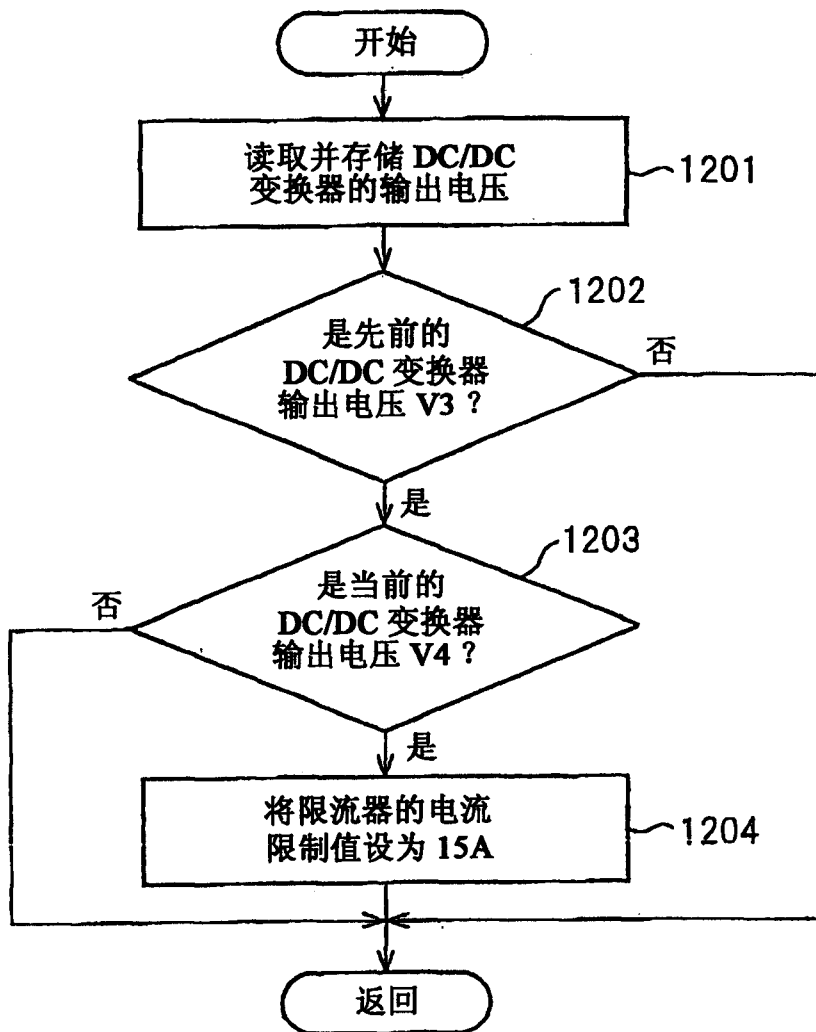 开始
读取并存储 DC/DC
变换器的输出电压
1201
1202
是先前的
DC/DC 变换器
输出电压 V3？
否
是
1203
是当前的
DC/DC 变换器
输出电压 V4？
否
是
将限流器的电流
限制值设为 15A
1204
返回